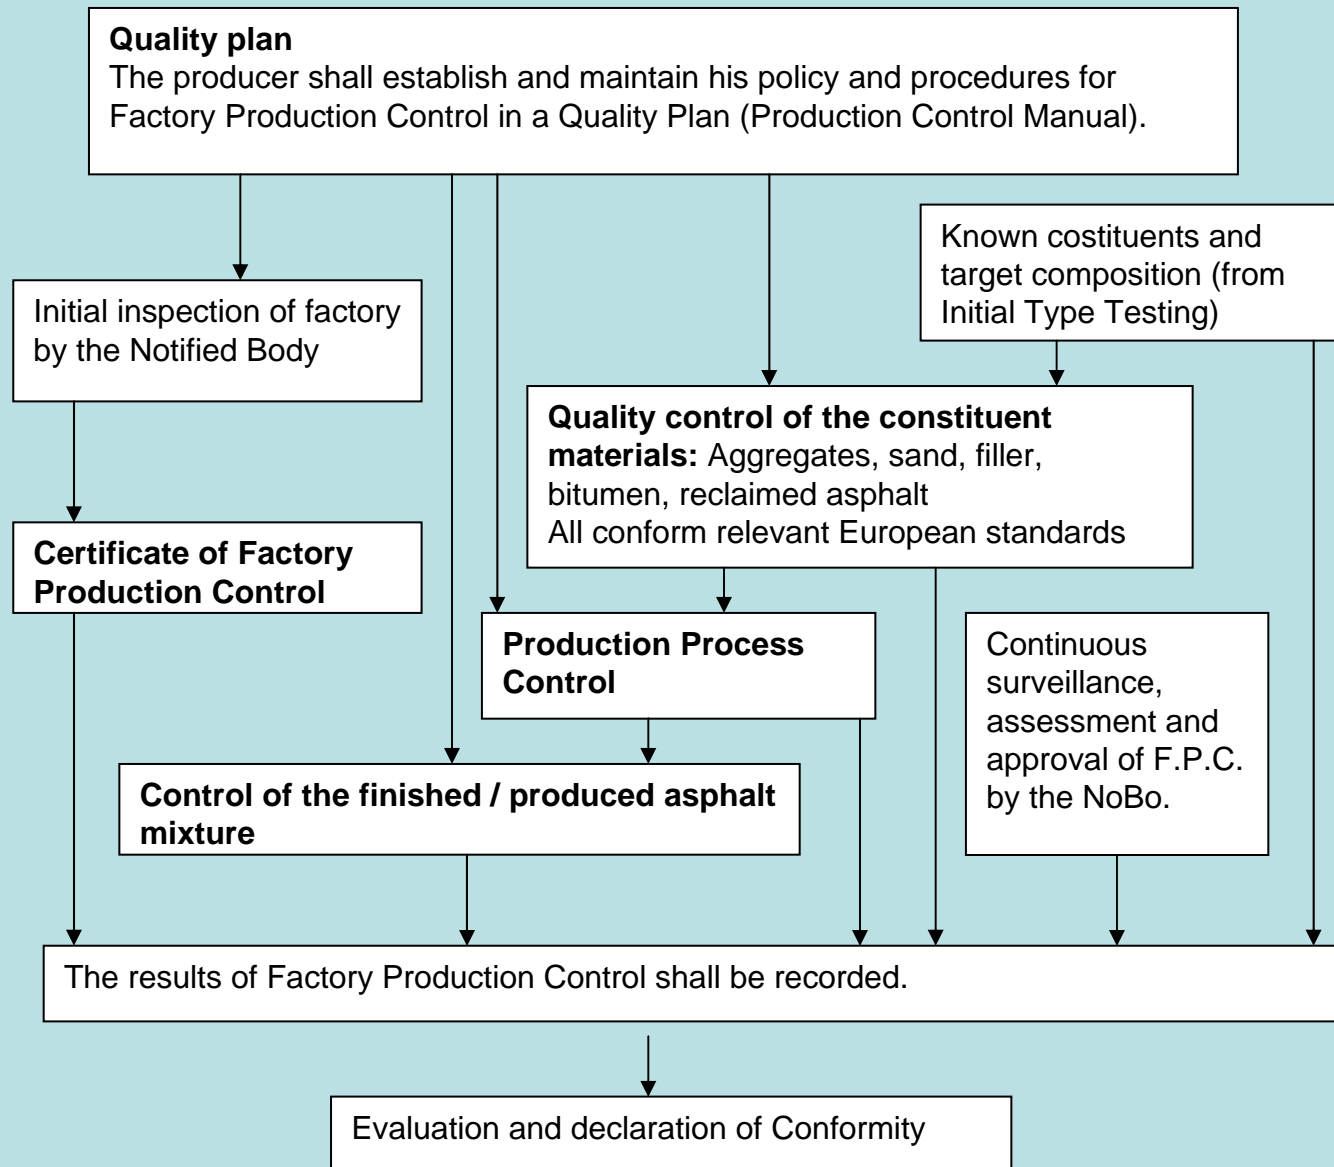 Quality plan
The producer shall establish and maintain his policy and procedures for
Factory Production Control in a Quality Plan (Production Control Manual).
Known costituents and
target composition (from
Initial Type Testing)
Initial inspection of factory
by the Notified Body
Quality control of the constituent
materials: Aggregates, sand, filler,
bitumen, reclaimed asphalt
All conform relevant European standards
Certificate of Factory
Production Control
Production Process
Control
Continuous
surveillance,
assessment and
approval of F.P.C.
by the NoBo.
Control of the finished / produced asphalt
mixture
The results of Factory Production Control shall be recorded.
Evaluation and declaration of Conformity